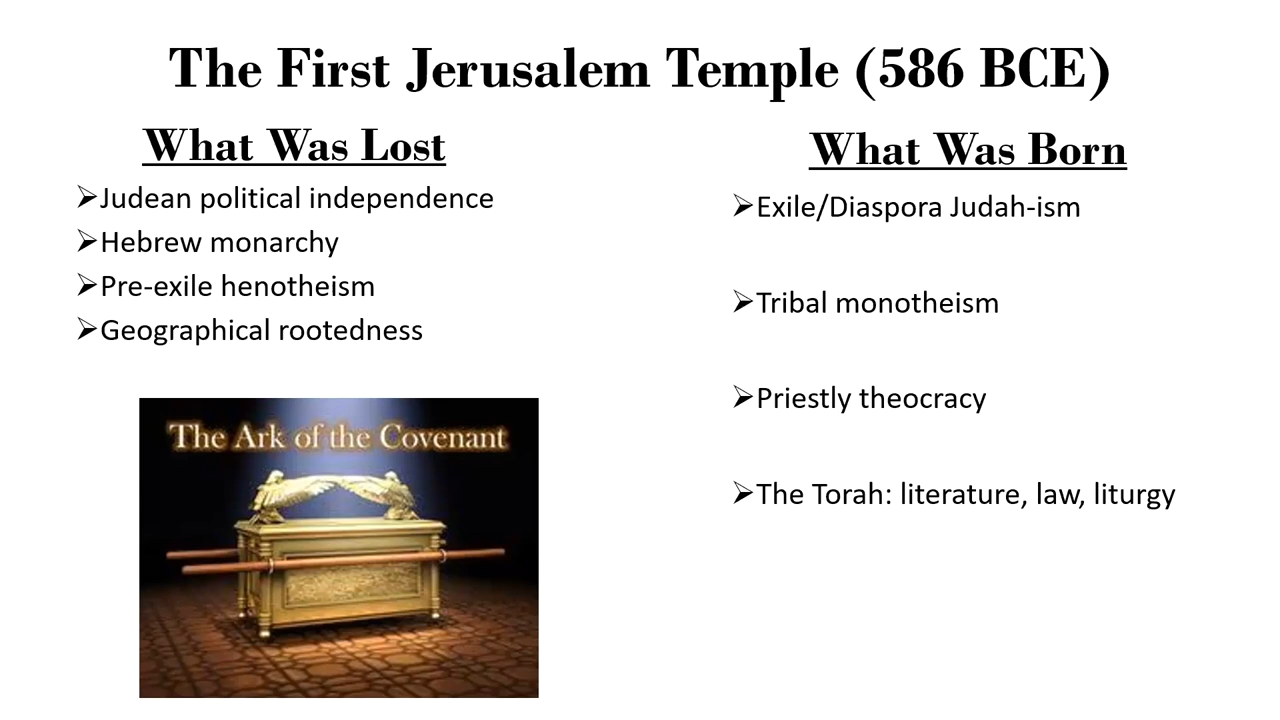 The First Jerusalem Temple (586 BCE)
What Was Lost
➢Judean political independence
➢Hebrew monarchy
➢Pre-exile henotheism
➢Geographical rootedness
The Ark of the Covenant
What Was Born
➢Exile/Diaspora Judah-ism
➢Tribal monotheism
➢Priestly theocracy
➢The Torah: literature, law, liturgy